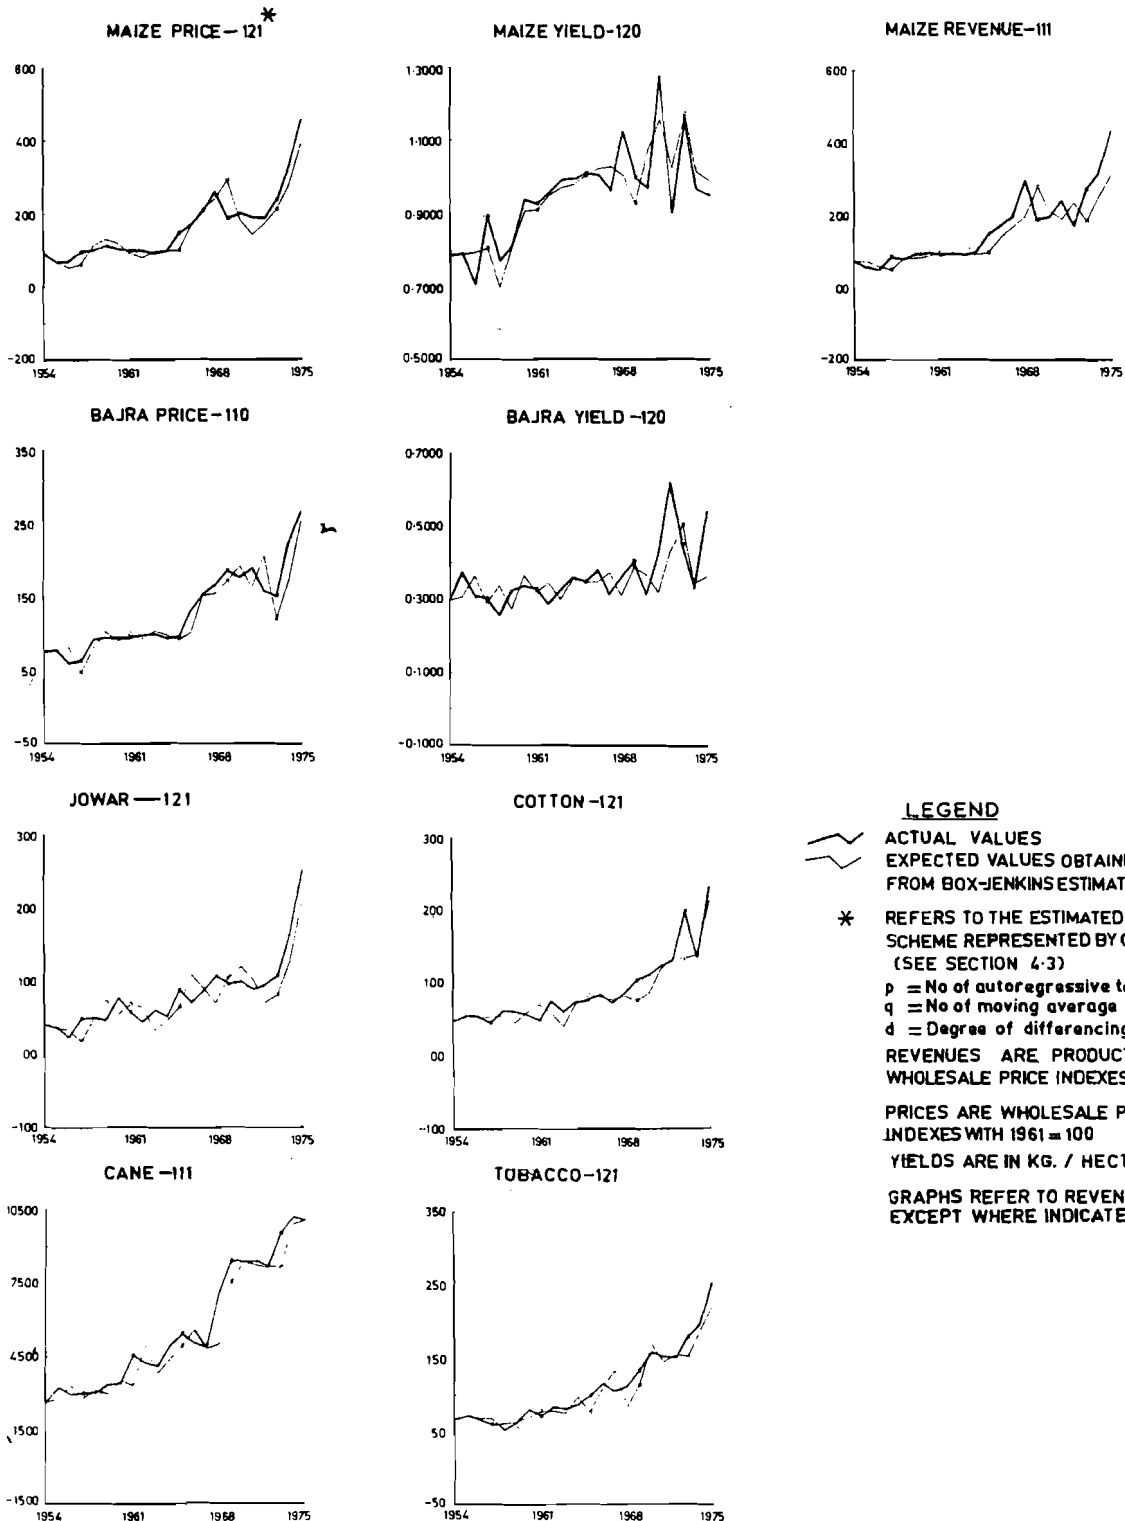 MAIZE PRICE-121*
MAIZE YIELD-120
MAIZE REVENUE-111
600
400
200
0
-200
1954 1961 1968 1975
1·3000
1·1000
0·9000
0·7000
0·5000
1954 1961 1968 1975
600
400
200
00
-200
1954 1961 1968 1975
BAJRA PRICE-110
BAJRA YIELD-120
350
250
150
50
-50
1954 1961 1968 1975
0·7000
0·5000
0·3000
0·1000
-0·1000
1954 1961 1968 1975
JOWAR—121
COTTON-121
300
200
100
00
-100
1954 1961 1968 1975
300
200
100
00
-100
1954 1961 1968 1975
LEGEND
ACTUAL VALUES
EXPECTED VALUES OBTAIN
FROM BOX-JENKINS ESTIMAT
* REFERS TO THE ESTIMATED
SCHEME REPRESENTED BY
(SEE SECTION 4·3)
p = No of autoregressive t
q = No of moving average
d = Degree of differencing
REVENUES ARE PRODUCT
WHOLESALE PRICE INDEXES
PRICES ARE WHOLESALE P
INDEXES WITH 1961 = 100
YIELDS ARE IN KG. / HECT
GRAPHS REFER TO REVEN
EXCEPT WHERE INDICATE
CANE-111
TOBACCO-121
10500
7500
4500
1500
-1500
1954 1961 1968 1975
350
250
150
50
-50
1954 1961 1968 1975